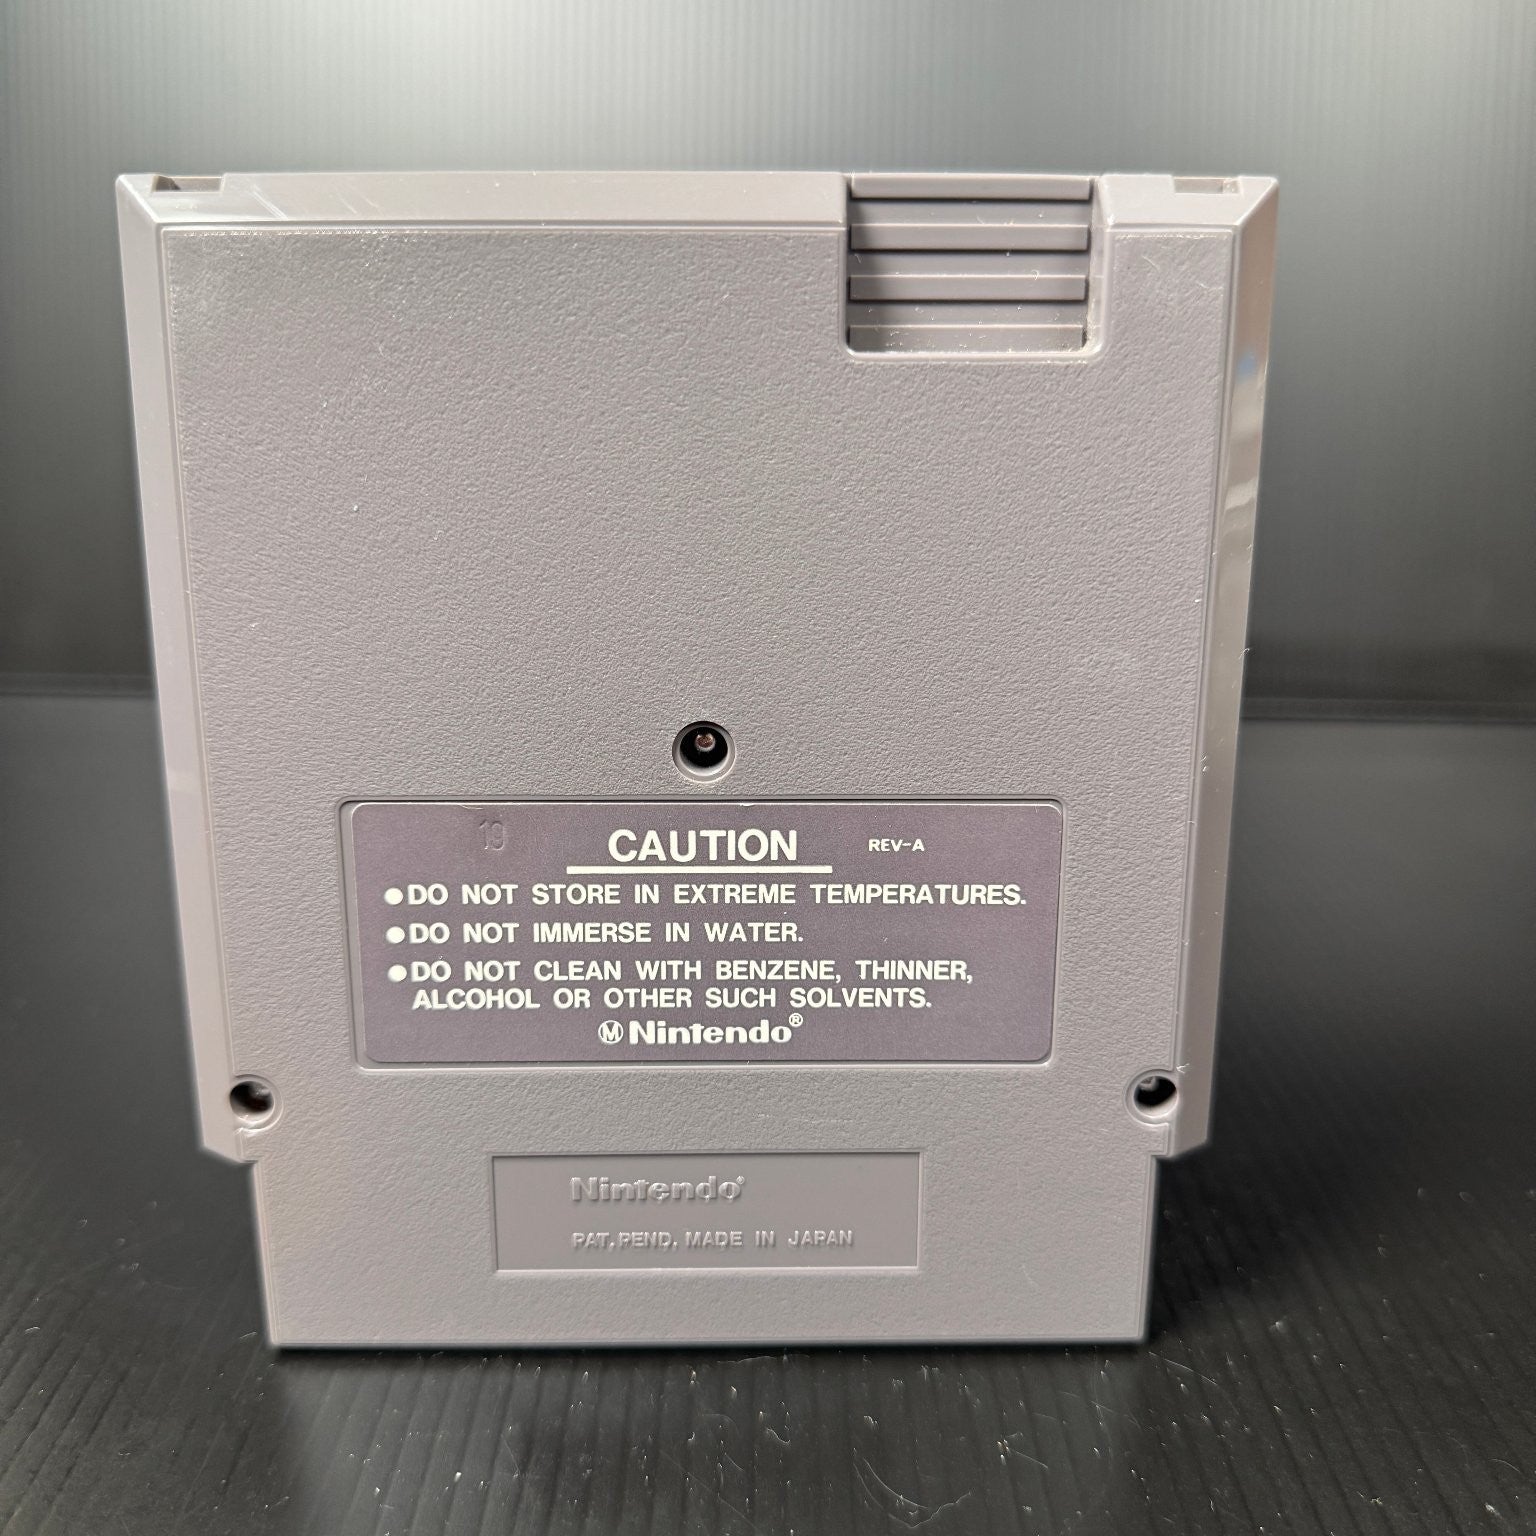 19
CAUTION REV-A
●DO NOT STORE IN EXTREME TEMPERATURES.
●DO NOT IMMERSE IN WATER.
●DO NOT CLEAN WITH BENZENE, THINNER,
ALCOHOL OR OTHER SUCH SOLVENTS.
Ⓜ Nintendo®
Nintendo®
PAT. PEND. MADE IN JAPAN